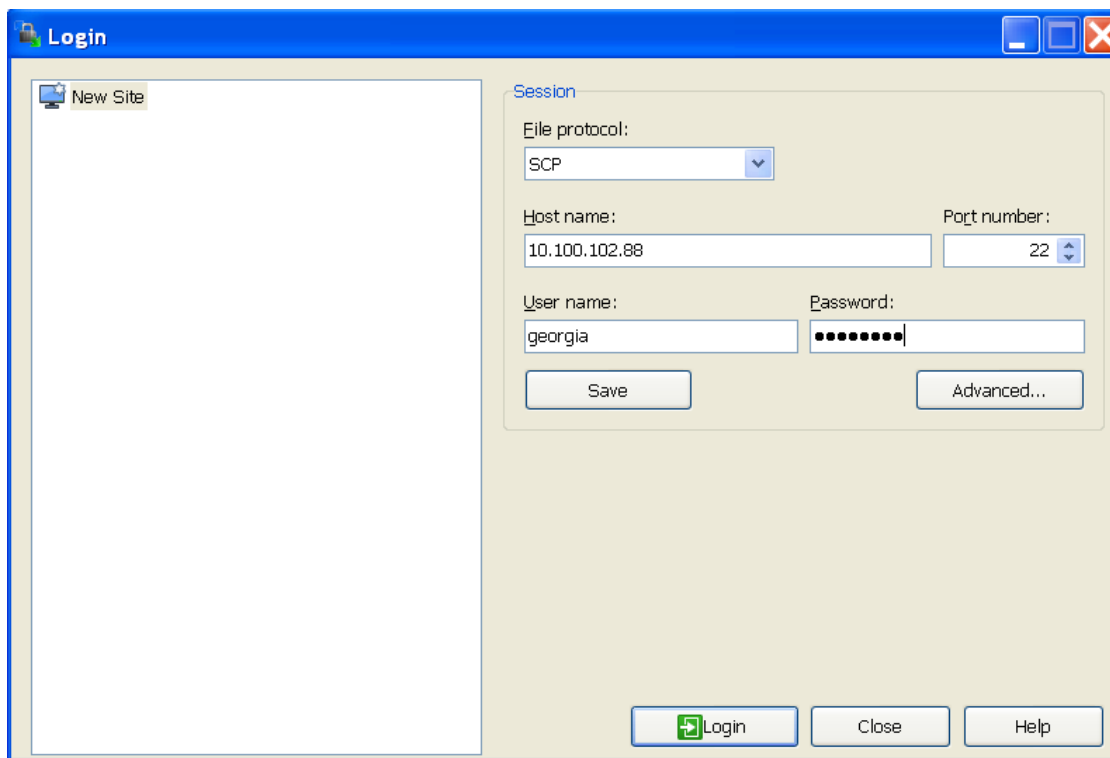 Login
New Site
Session
File protocol:
SCP
Host name: Port number:
10.100.102.88 22
User name: Password:
georgia ●●●●●●●●
Save Advanced...
Login Close Help